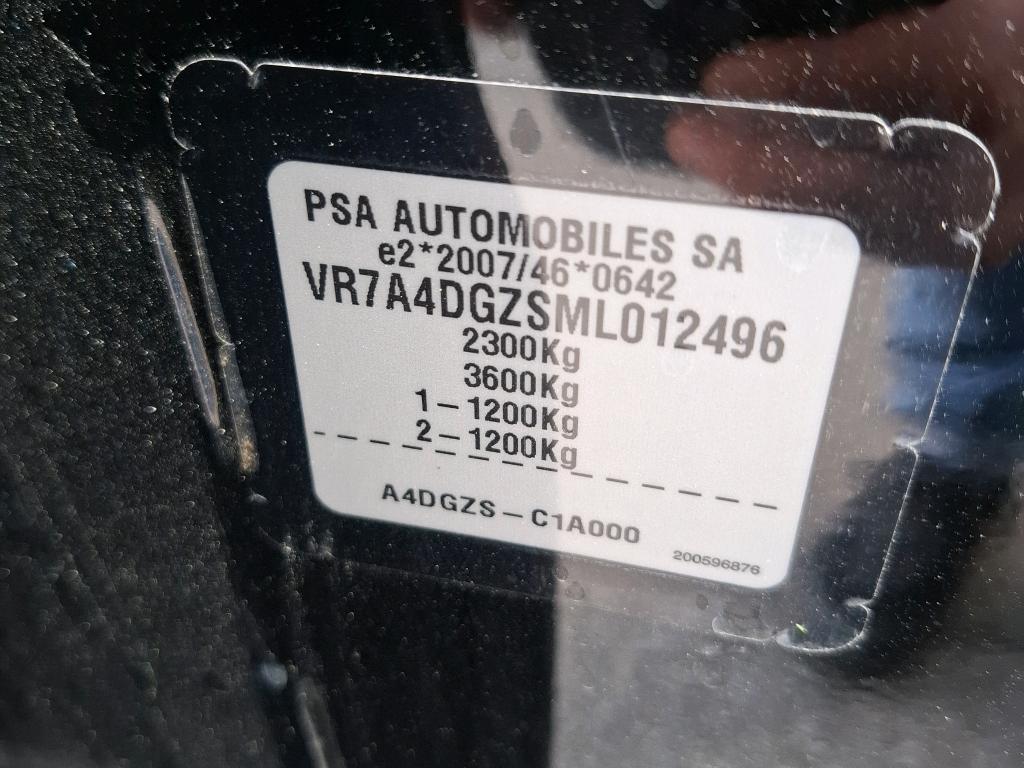 PSA AUTOMOBILES SA
e2*2007/46*0642
VR7A4DGZSML012496
2300Kg
3600Kg
1-1200Kg
2-1200Kg
A4DGZS-C1A000
200596876